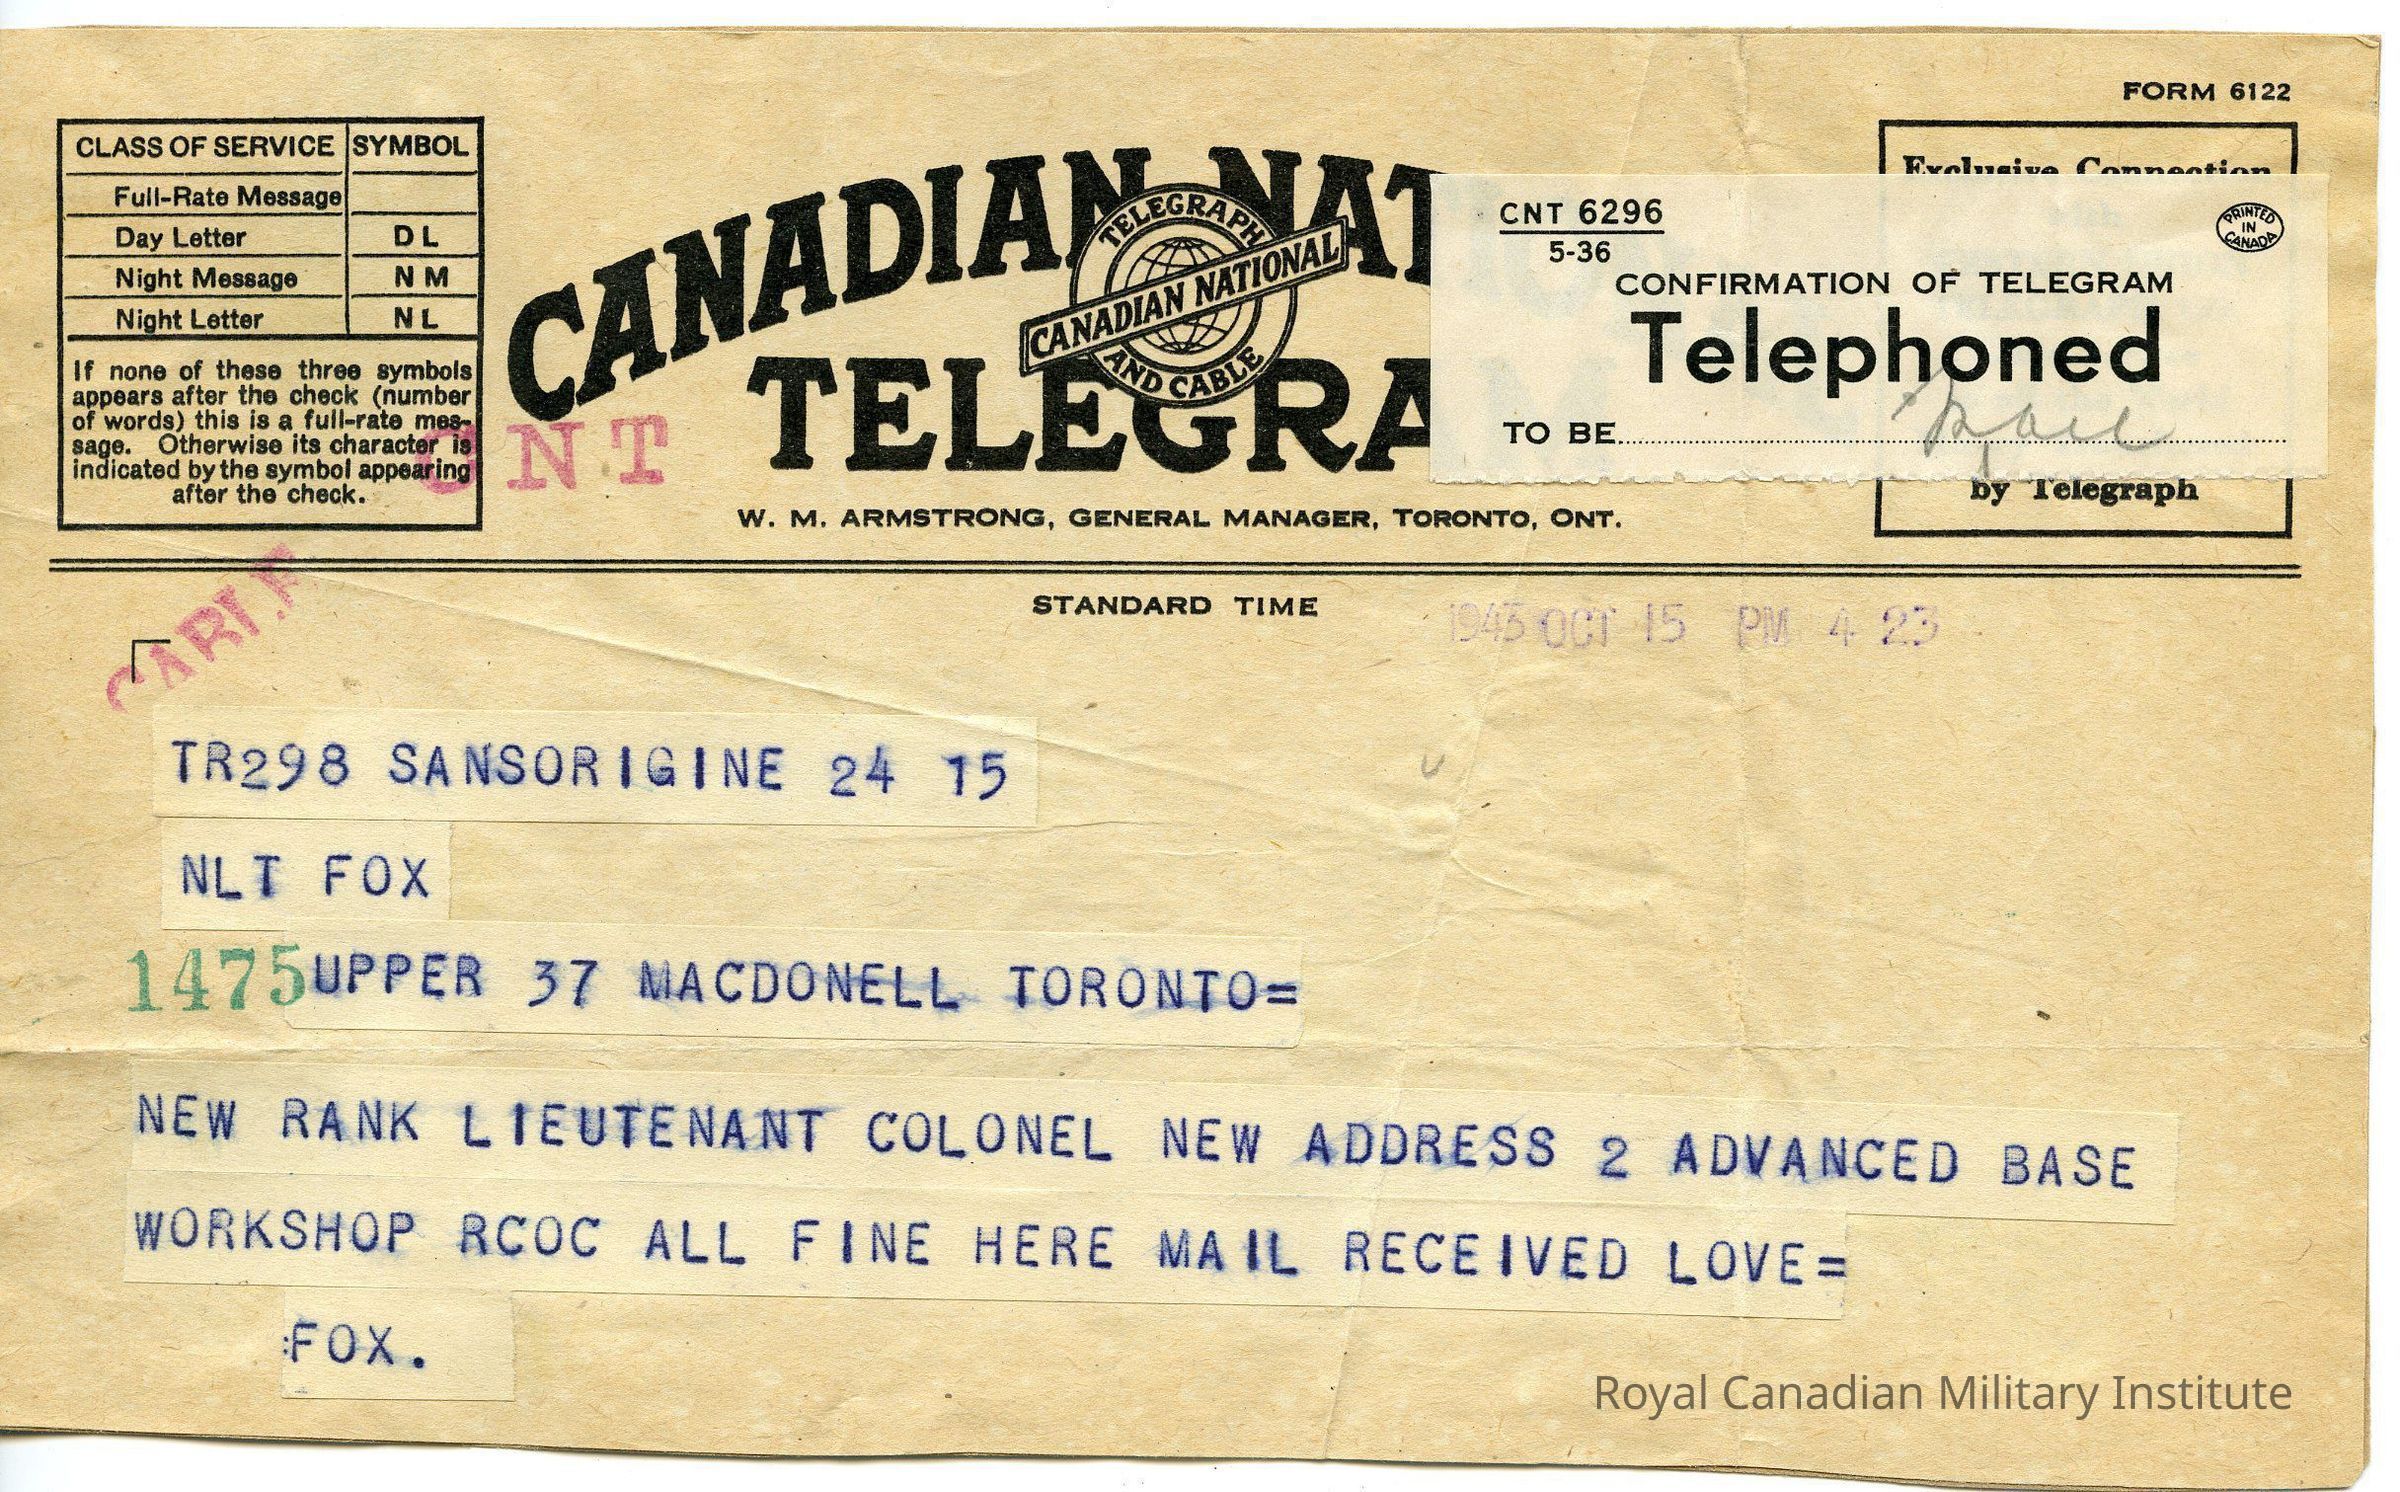 FORM 6122
CLASS OF SERVICE SYMBOL
Full-Rate Message
Day Letter D L
Night Message N M
Night Letter N L
If none of these three symbols
appears after the check (number
of words) this is a full-rate mes-
sage. Otherwise its character is
indicated by the symbol appearing
after the check.
CANADIAN NAT
TELEGRA
TELEGRAPH
CANADIAN NATIONAL
AND CABLE
CNT
W. M. ARMSTRONG, GENERAL MANAGER, TORONTO, ONT.
Exclusive Connection
CNT 6296
5-36
PRINTED
IN
CANADA
CONFIRMATION OF TELEGRAM
Telephoned
TO BE
by Telegraph
STANDARD TIME
1943 OCT 15 PM 4 23
CABLE
TR298 SANSORIGINE 24 15
NLT FOX
1475 UPPER 37 MACDONELL TORONTO=
NEW RANK LIEUTENANT COLONEL NEW ADDRESS 2 ADVANCED BASE
WORKSHOP RCOC ALL FINE HERE MAIL RECEIVED LOVE=
:FOX.
Royal Canadian Military Institute